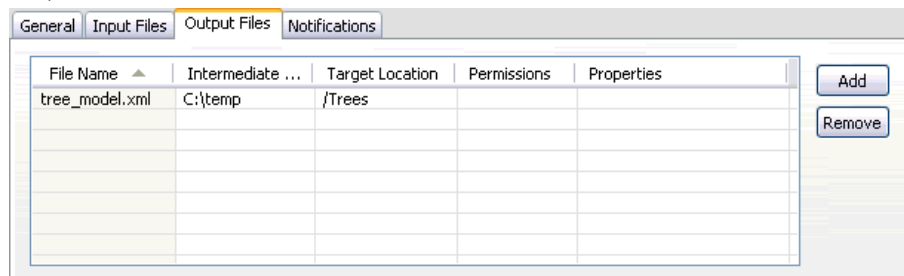 General Input Files Output Files Notifications
File Name Intermediate ... Target Location Permissions Properties
Add
tree_model.xml C:\temp /Trees
Remove